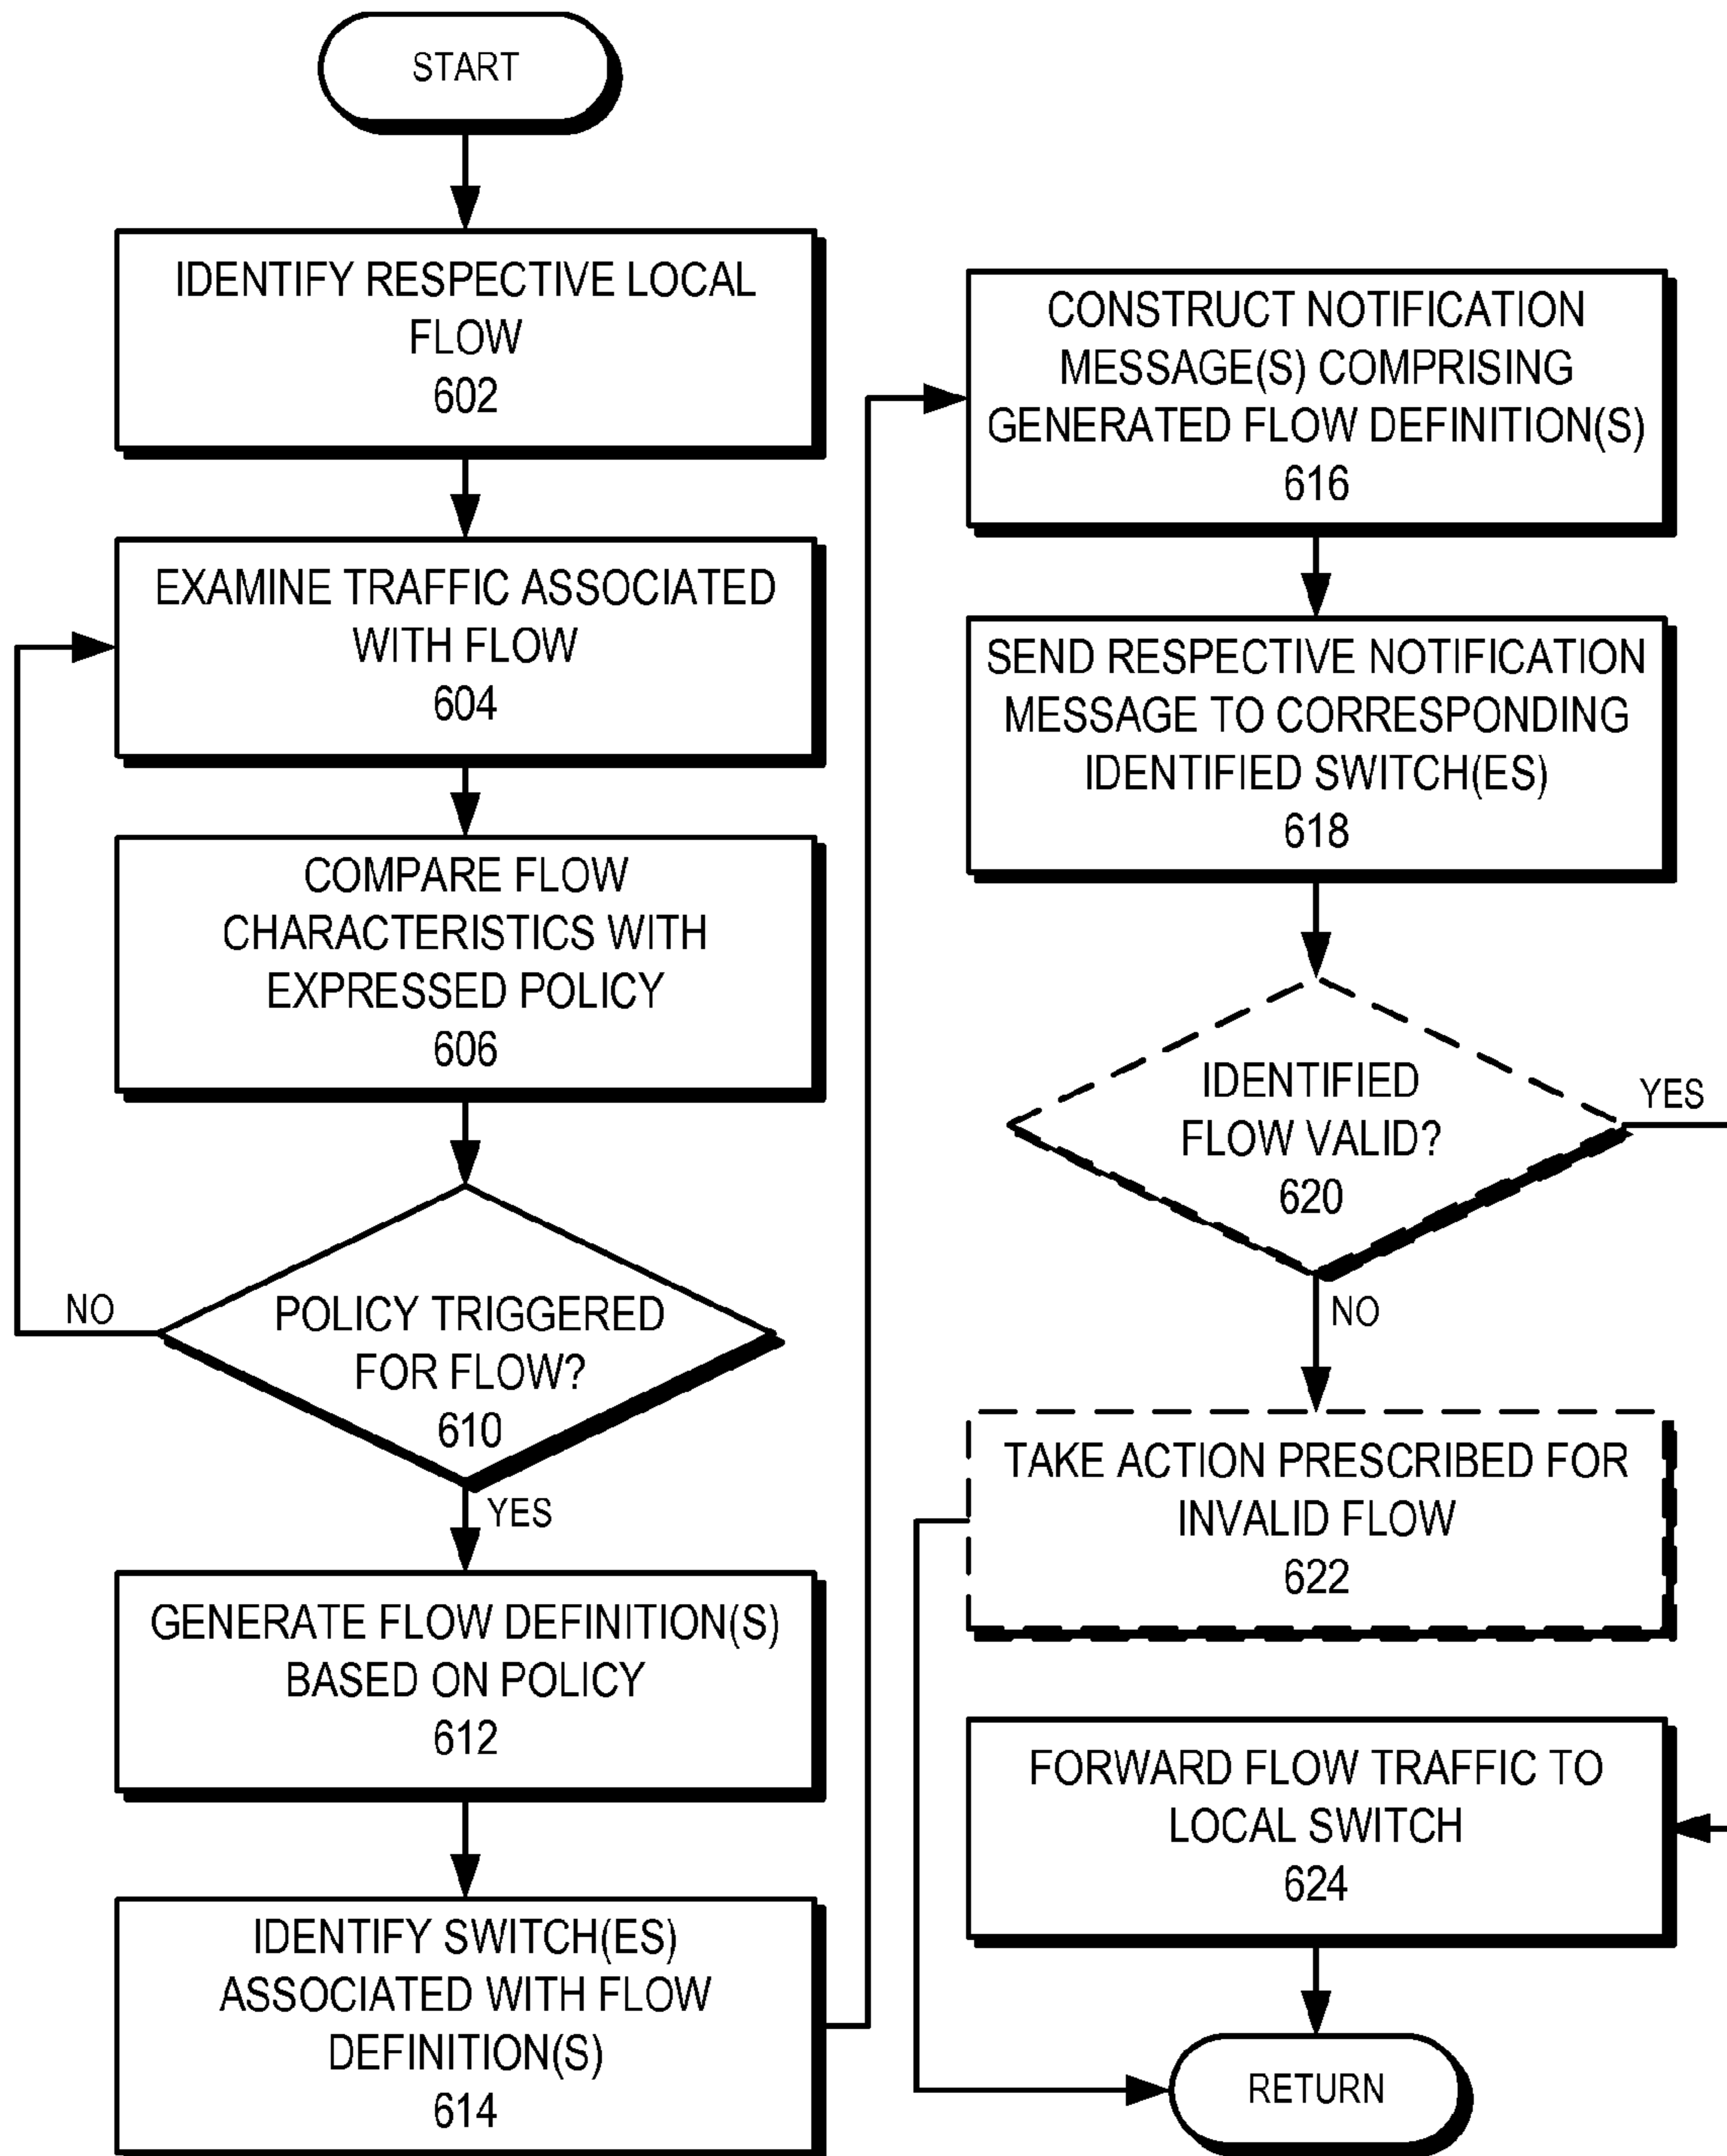 START
IDENTIFY RESPECTIVE LOCAL
FLOW
602
EXAMINE TRAFFIC ASSOCIATED
WITH FLOW
604
COMPARE FLOW
CHARACTERISTICS WITH
EXPRESSED POLICY
606
POLICY TRIGGERED
FOR FLOW?
610
NO
YES
GENERATE FLOW DEFINITION(S)
BASED ON POLICY
612
IDENTIFY SWITCH(ES)
ASSOCIATED WITH FLOW
DEFINITION(S)
614
CONSTRUCT NOTIFICATION
MESSAGE(S) COMPRISING
GENERATED FLOW DEFINITION(S)
616
SEND RESPECTIVE NOTIFICATION
MESSAGE TO CORRESPONDING
IDENTIFIED SWITCH(ES)
618
IDENTIFIED
FLOW VALID?
620
YES
NO
TAKE ACTION PRESCRIBED FOR
INVALID FLOW
622
FORWARD FLOW TRAFFIC TO
LOCAL SWITCH
624
RETURN